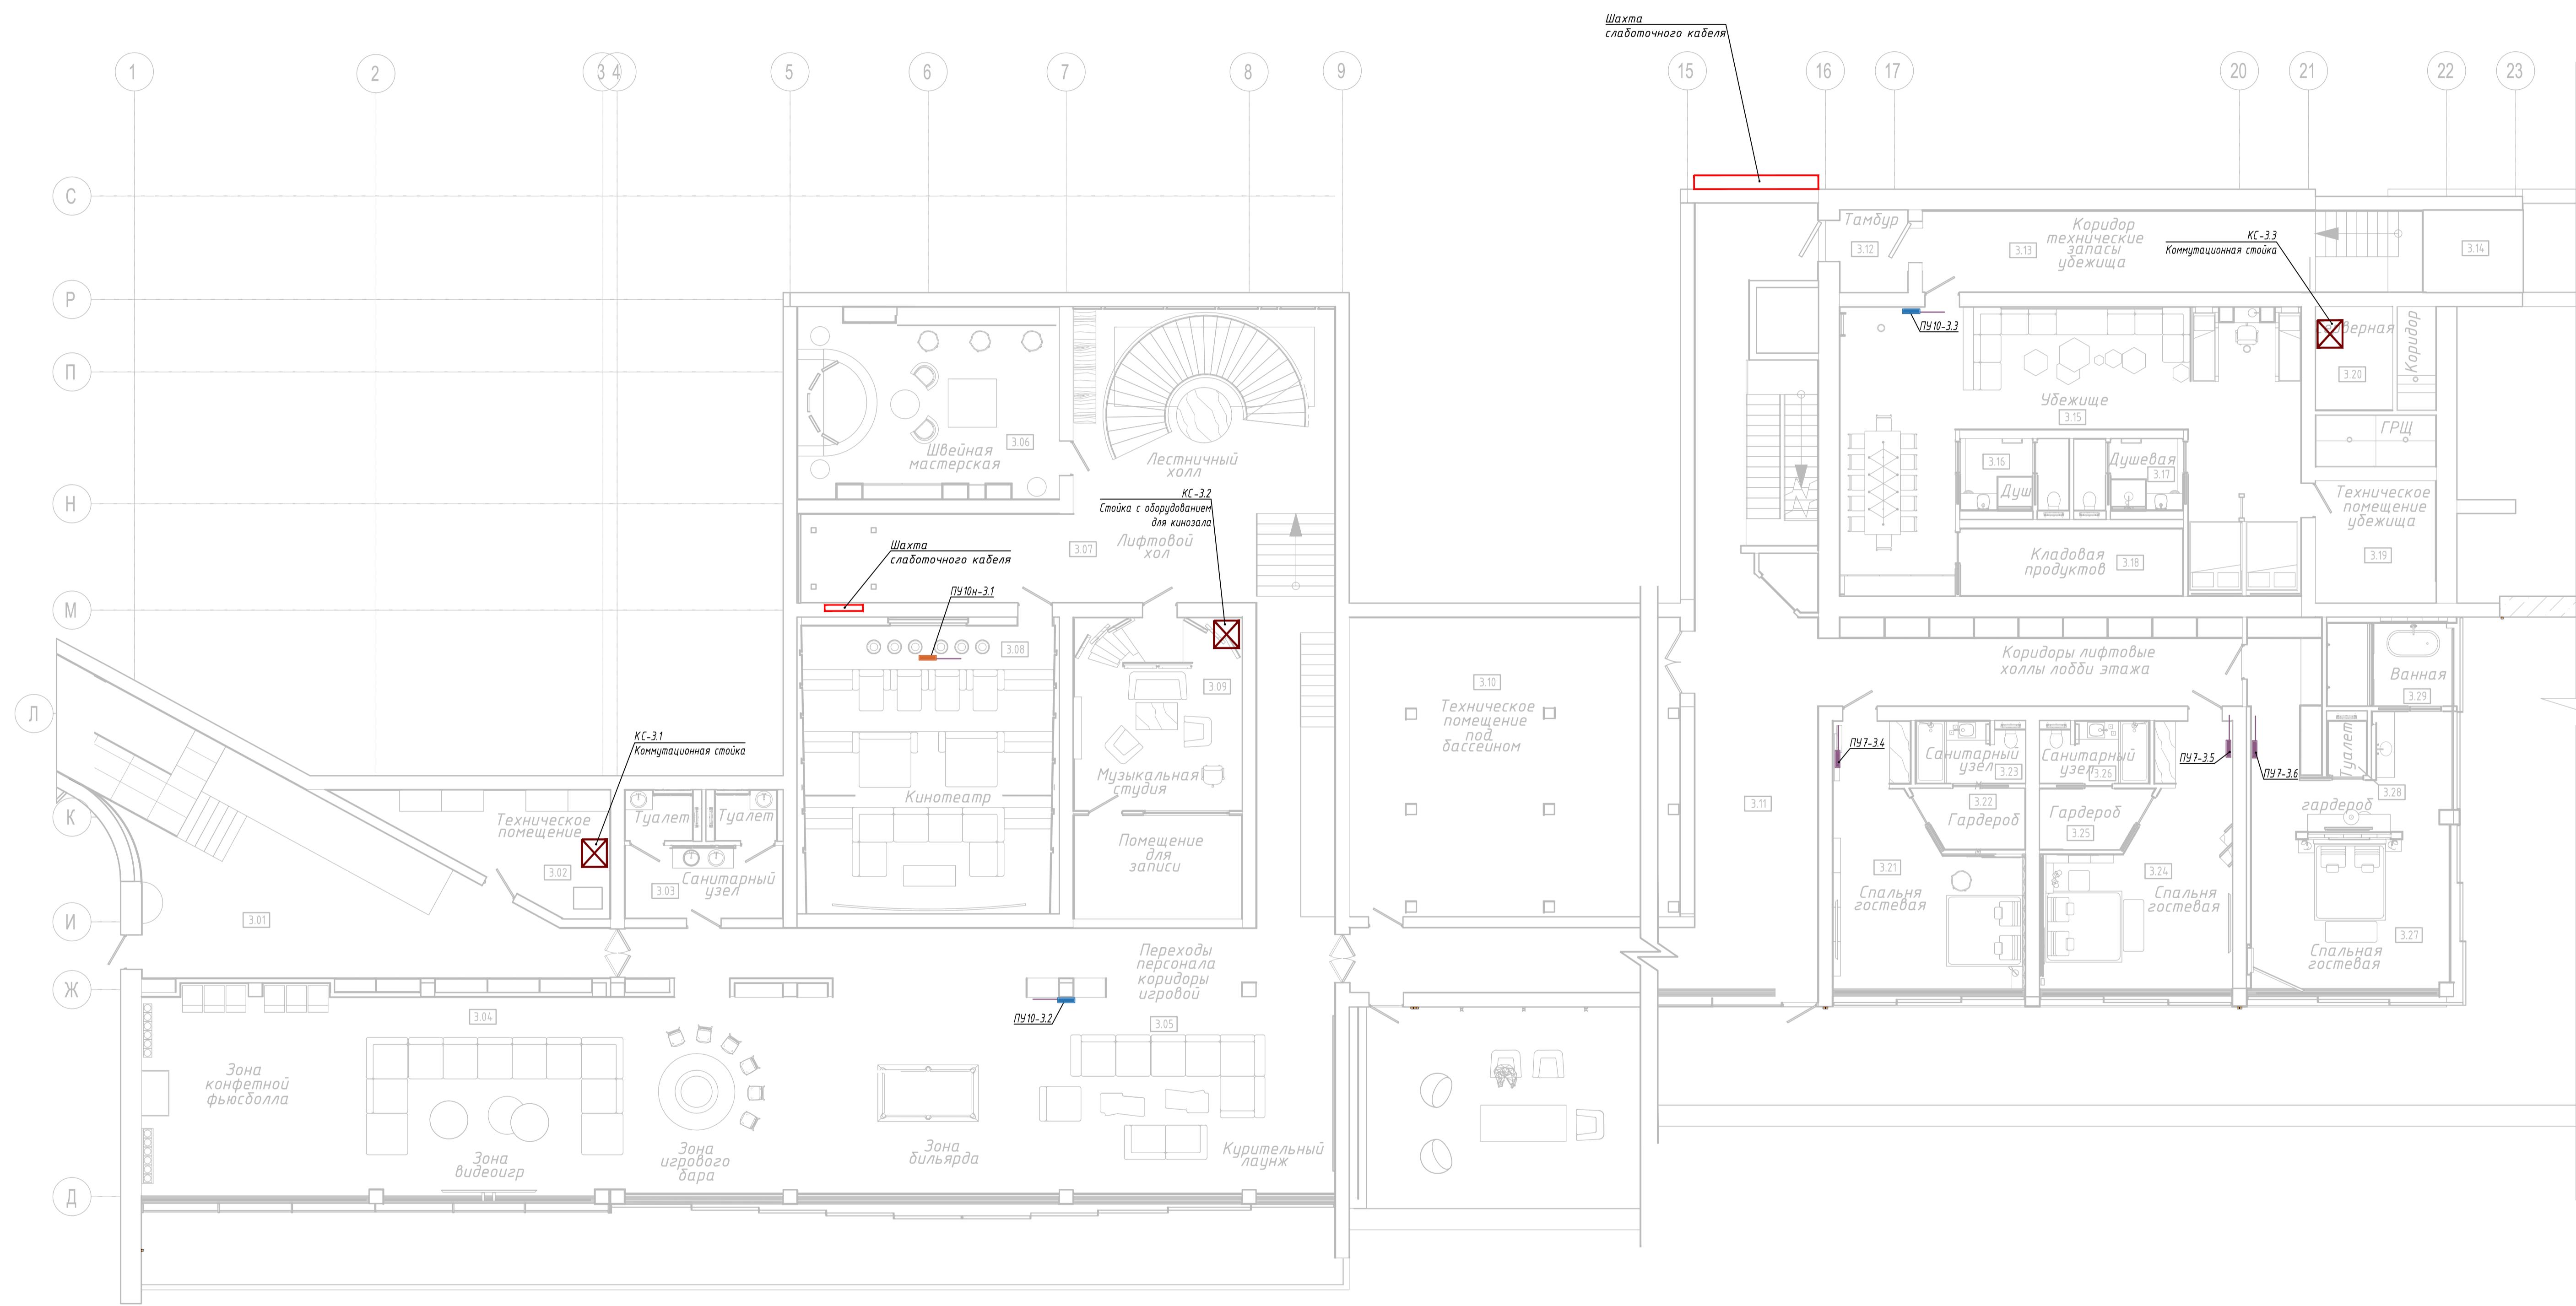 Шахта
слаботочного кабеля
1
2
3
4
5
6
7
8
9
15
16
17
20
21
22
23
С
Р
П
Н
М
Л
К
И
Ж
Д
Тамбур
3.12
Коридор
технические
запасы
убежища
3.13
КС-3.3
Коммутационная стойка
3.14
ПУ10-3.3
Коридор
3.20
Убежище
3.15
ГРЩ
3.16
Душ
Душевая
3.17
Техническое
помещение
убежища
3.19
Кладовая
продуктов
3.18
Швейная
мастерская
3.06
Лестничный
холл
КС-3.2
Стойка с оборудованием
для кинозала
3.07
Лифтовой
хол
Шахта
слаботочного кабеля
ПУ10н-3.1
3.08
3.09
Кинотеатр
Музыкальная
студия
Помещение
для
записи
3.10
Техническое
помещение
под
бассейном
3.11
Коридоры лифтовые
холлы лобби этажа
Ванная
3.29
Туалет
3.28
ПУ7-3.4
ПУ7-3.5
ПУ7-3.6
Санитарный
узел
3.23
Санитарный
узел
3.26
3.22
Гардероб
Гардероб
3.25
гардероб
3.21
Спальня
гостевая
3.24
Спальня
гостевая
3.27
Спальная
гостевая
КС-3.1
Коммутационная стойка
Техническое
помещение
3.02
Туалет
Туалет
3.03
Санитарный
узел
3.01
Переходы
персонала
коридоры
игровой
ПУ10-3.2
3.04
3.05
Зона
конфетной
фьюсболла
Зона
видеоигр
Зона
игрового
бара
Зона
бильярда
Курительный
лаунж